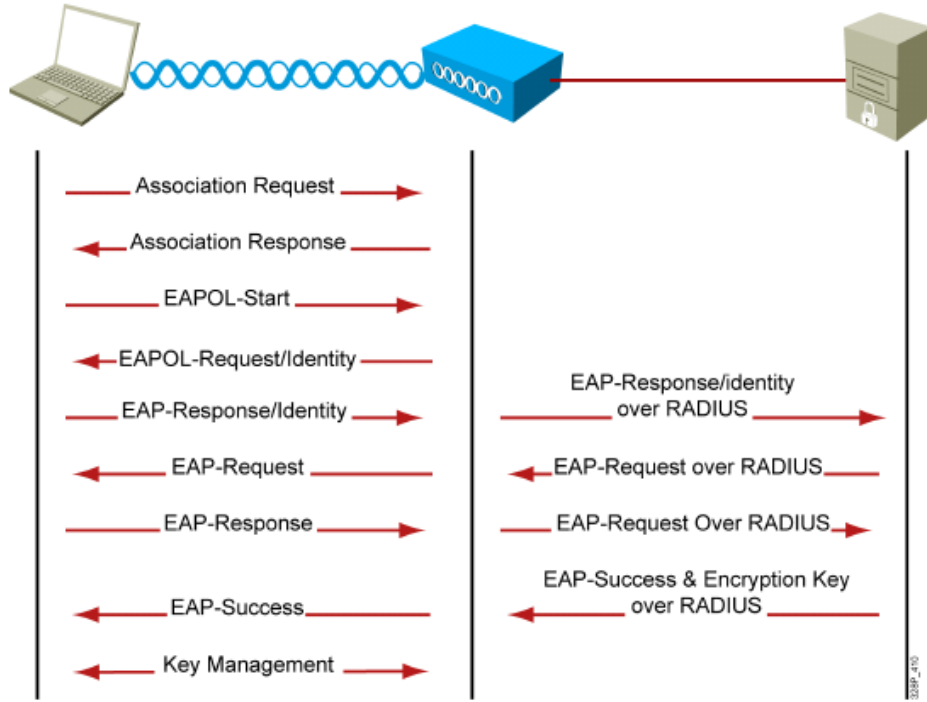 Association Request
Association Response
EAPOL-Start
EAPOL-Request/Identity
EAP-Response/identity
over RADIUS
EAP-Response/Identity
EAP-Request
EAP-Request over RADIUS
EAP-Response
EAP-Request Over RADIUS
EAP-Success & Encryption Key
over RADIUS
EAP-Success
Key Management
328P_410